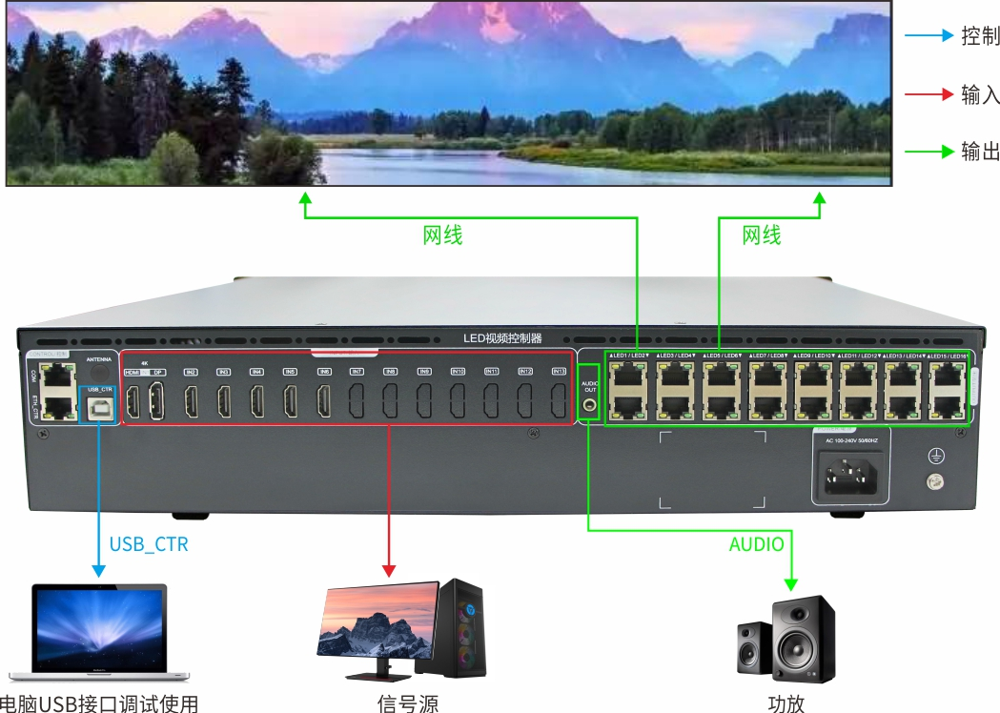 控制
输入
输出
网线
网线
LED视频控制器
ANTENNA
COM
ETH_CTR
USB_CTR
4K
HDMI
DP
IN2
IN3
IN4
IN5
IN6
IN7
IN8
IN9
IN10
IN11
IN12
IN13
AUDIO
OUT
▲LED1 / LED2▼
▲LED3 / LED4▼
▲LED5 / LED6▼
▲LED7 / LED8▼
▲LED9 / LED10▼
▲LED11 / LED12▼
▲LED13 / LED14▼
▲LED15 / LED16▼
AC 100-240V 50/60HZ
USB_CTR
AUDIO
电脑USB接口调试使用
信号源
功放